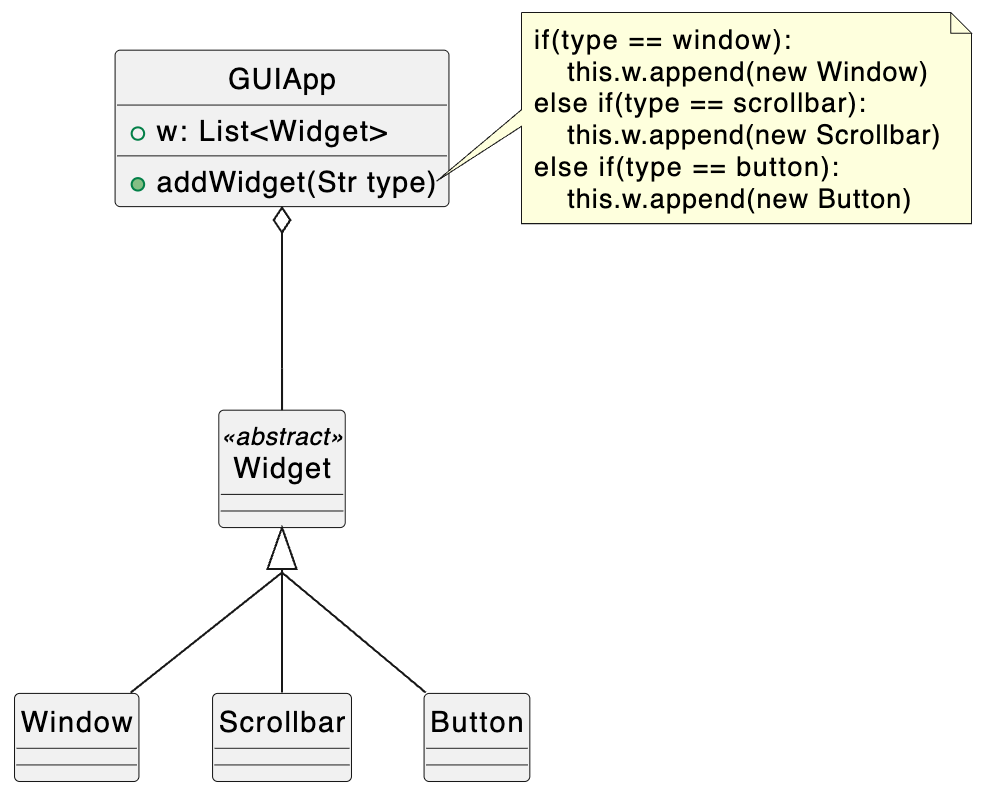 GUIApp
w: List<Widget>
addWidget(Str type)
if(type == window):
this.w.append(new Window)
else if(type == scrollbar):
this.w.append(new Scrollbar)
else if(type == button):
this.w.append(new Button)
«abstract»
Widget
Window
Scrollbar
Button